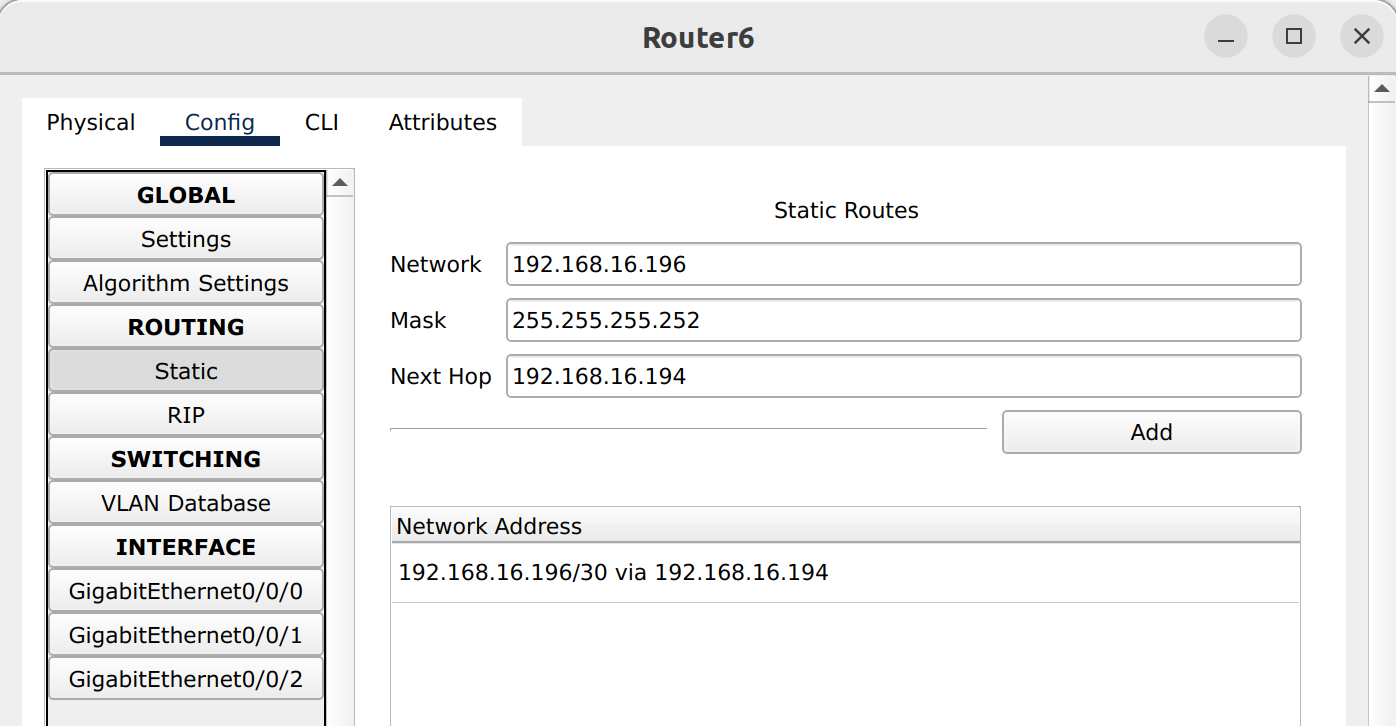 Router6
Physical Config CLI Attributes
GLOBAL
Settings
Algorithm Settings
ROUTING
Static
RIP
SWITCHING
VLAN Database
INTERFACE
GigabitEthernet0/0/0
GigabitEthernet0/0/1
GigabitEthernet0/0/2
Static Routes
Network 192.168.16.196
Mask 255.255.255.252
Next Hop 192.168.16.194
Add
Network Address
192.168.16.196/30 via 192.168.16.194